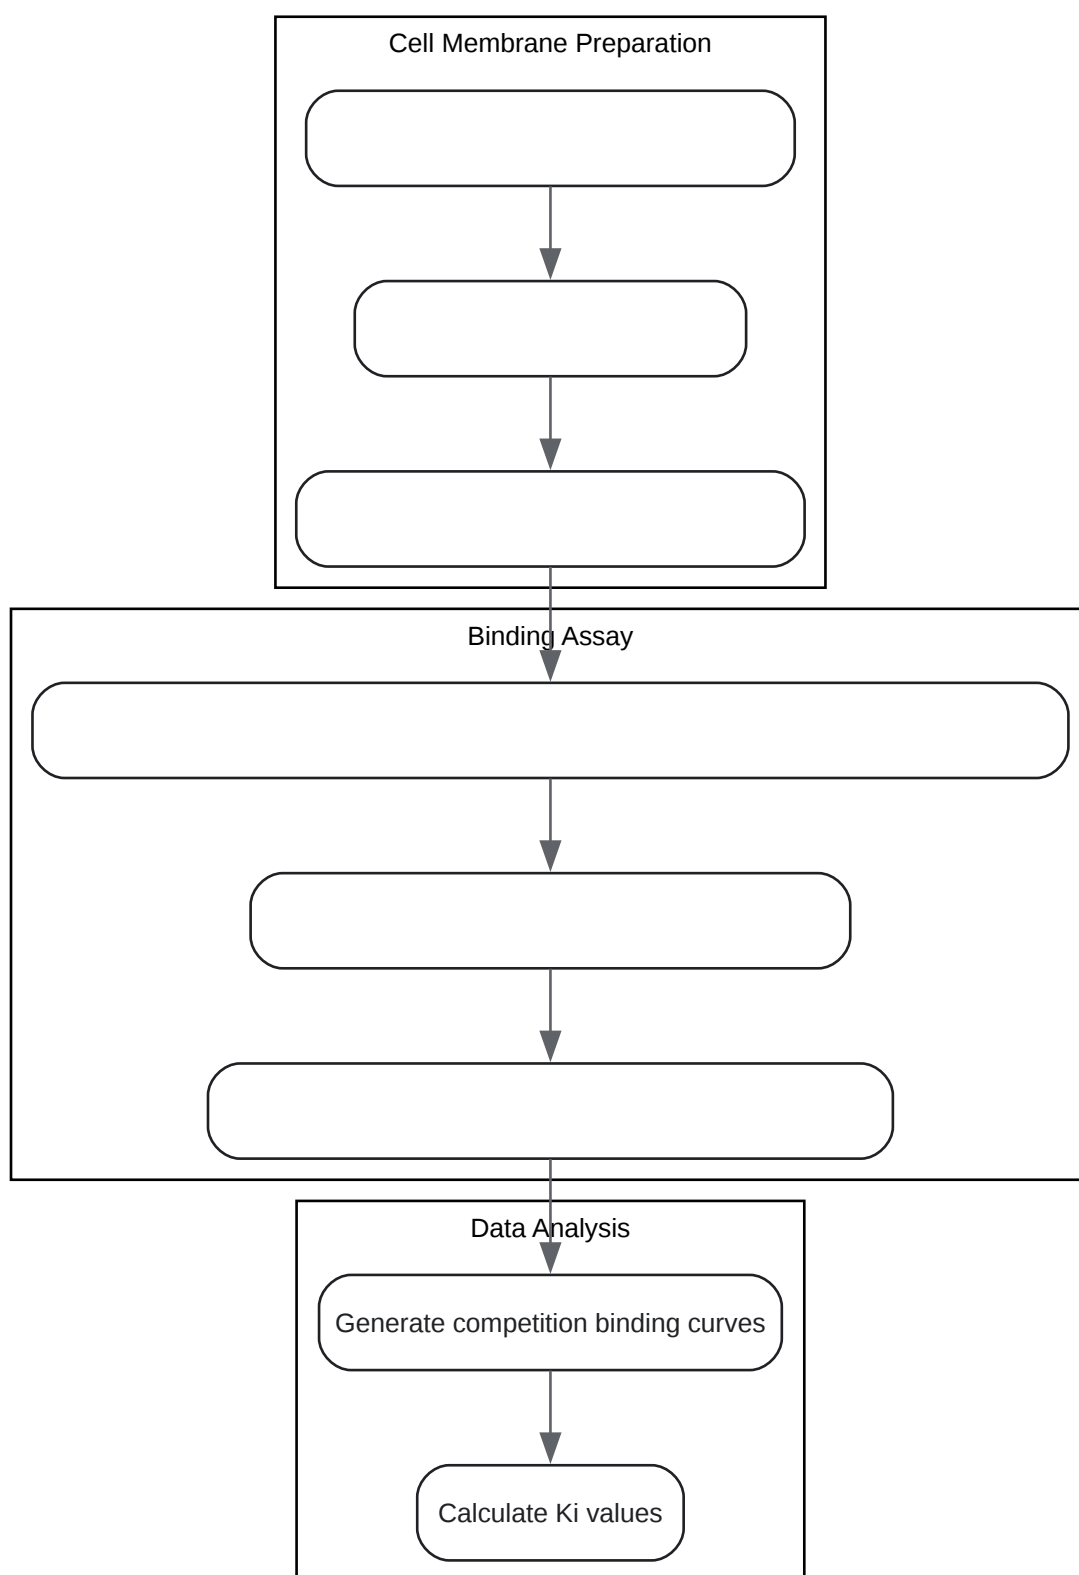 Cell Membrane Preparation
Binding Assay
Data Analysis
Generate competition binding curves
Calculate Ki values